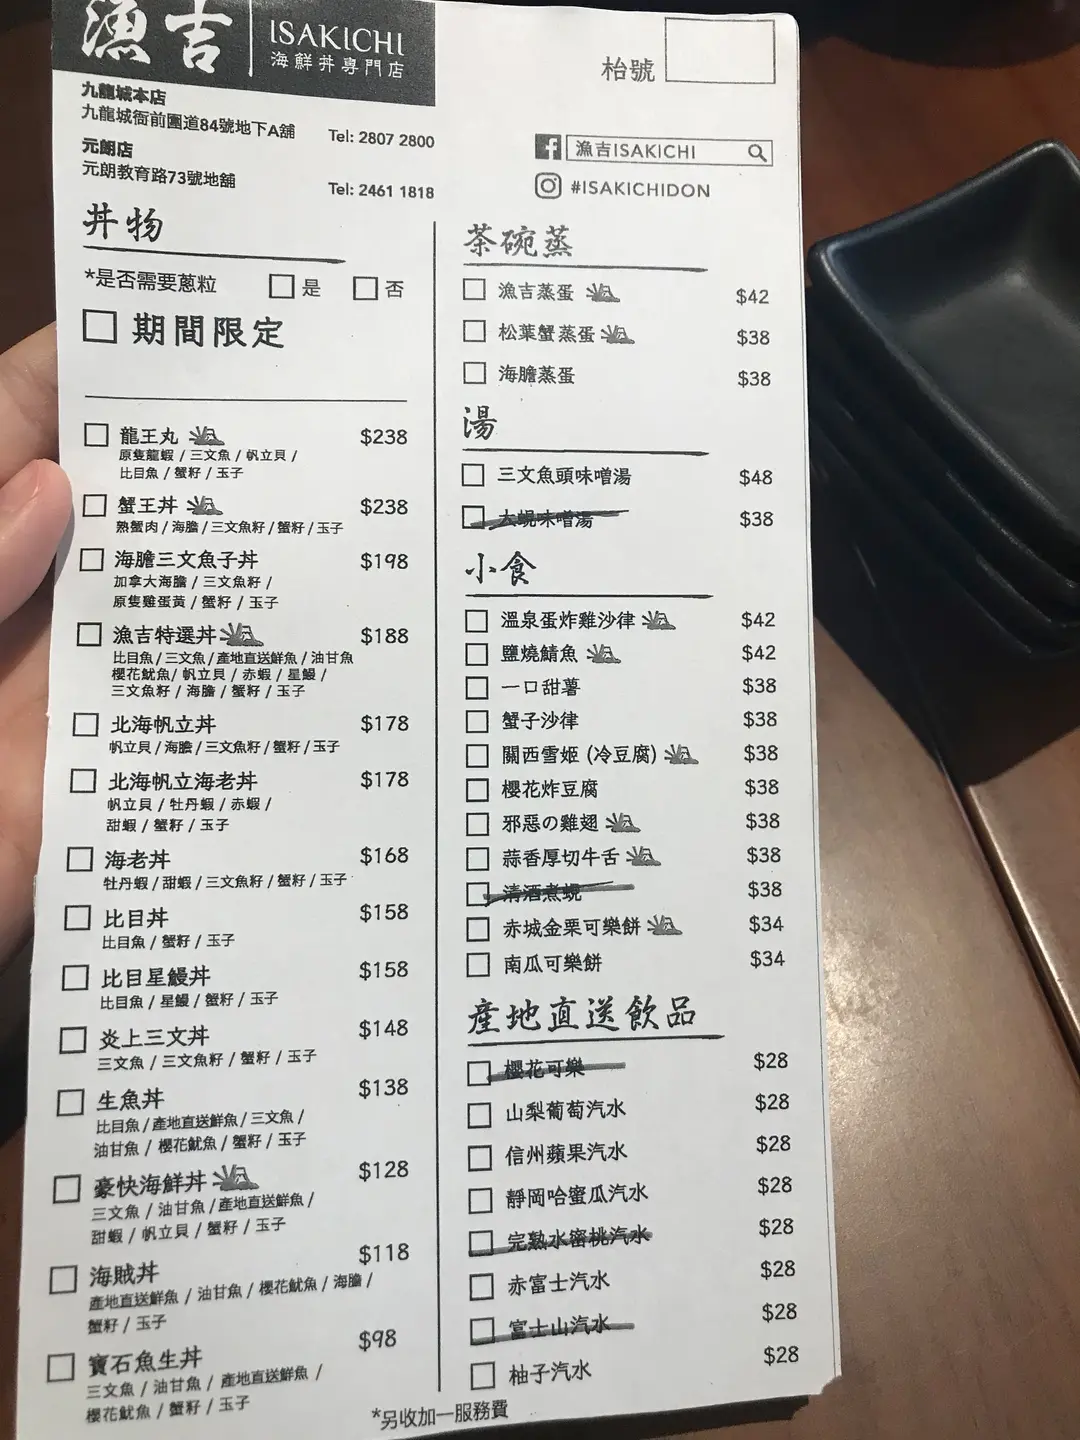 漁吉
ISAKICHI
海鮮丼専門店
九龍城本店
九龍城衙前圍道84號地下A舖 Tel: 2807 2800
元朗店
元朗教育路73號地舖 Tel: 2461 1818
枱號
漁吉ISAKICHI
#ISAKICHIDON
丼物
*是否需要蔥粒 是 否
期間限定
龍王丸 $238
原隻龍蝦 / 三文魚 / 帆立貝 /
比目魚 / 蟹籽 / 玉子
蟹王丼 $238
熟蟹肉 / 海膽 / 三文魚籽 / 蟹籽 / 玉子
海膽三文魚子丼 $198
加拿大海膽 / 三文魚籽 /
原隻雞蛋黃 / 蟹籽 / 玉子
漁吉特選丼 $188
比目魚 / 三文魚 / 產地直送鮮魚 / 油甘魚
櫻花魷魚 / 帆立貝 / 赤蝦 / 星鰻 /
三文魚籽 / 海膽 / 蟹籽 / 玉子
北海帆立丼 $178
帆立貝 / 海膽 / 三文魚籽 / 蟹籽 / 玉子
北海帆立海老丼 $178
帆立貝 / 牡丹蝦 / 赤蝦 /
甜蝦 / 蟹籽 / 玉子
海老丼 $168
牡丹蝦 / 甜蝦 / 三文魚籽 / 蟹籽 / 玉子
比目丼 $158
比目魚 / 蟹籽 / 玉子
比目星鰻丼 $158
比目魚 / 星鰻 / 蟹籽 / 玉子
炎上三文丼 $148
三文魚 / 三文魚籽 / 蟹籽 / 玉子
生魚丼 $138
比目魚 / 產地直送鮮魚 / 三文魚 /
油甘魚 / 櫻花魷魚 / 蟹籽 / 玉子
豪快海鮮丼 $128
三文魚 / 油甘魚 / 產地直送鮮魚 /
甜蝦 / 帆立貝 / 蟹籽 / 玉子
海賊丼 $118
產地直送鮮魚 / 油甘魚 / 櫻花魷魚 / 海膽 /
蟹籽 / 玉子
寶石魚生丼 $98
三文魚 / 油甘魚 / 產地直送鮮魚 /
櫻花魷魚 / 蟹籽 / 玉子
茶碗蒸
漁吉蒸蛋 $42
松葉蟹蒸蛋 $38
海膽蒸蛋 $38
湯
三文魚頭味噌湯 $48
大蜆味噌湯 $38
小食
溫泉蛋炸雞沙律 $42
鹽燒鯖魚 $42
一口甜薯 $38
蟹子沙律 $38
關西雪姬 (冷豆腐) $38
櫻花炸豆腐 $38
邪惡の雞翅 $38
蒜香厚切牛舌 $38
清酒煮蜆 $38
赤城金栗可樂餅 $34
南瓜可樂餅 $34
產地直送飲品
櫻花可樂 $28
山梨葡萄汽水 $28
信州蘋果汽水 $28
靜岡哈蜜瓜汽水 $28
完熟水蜜桃汽水 $28
赤富士汽水 $28
富士山汽水 $28
柚子汽水 $28
*另收加一服務費